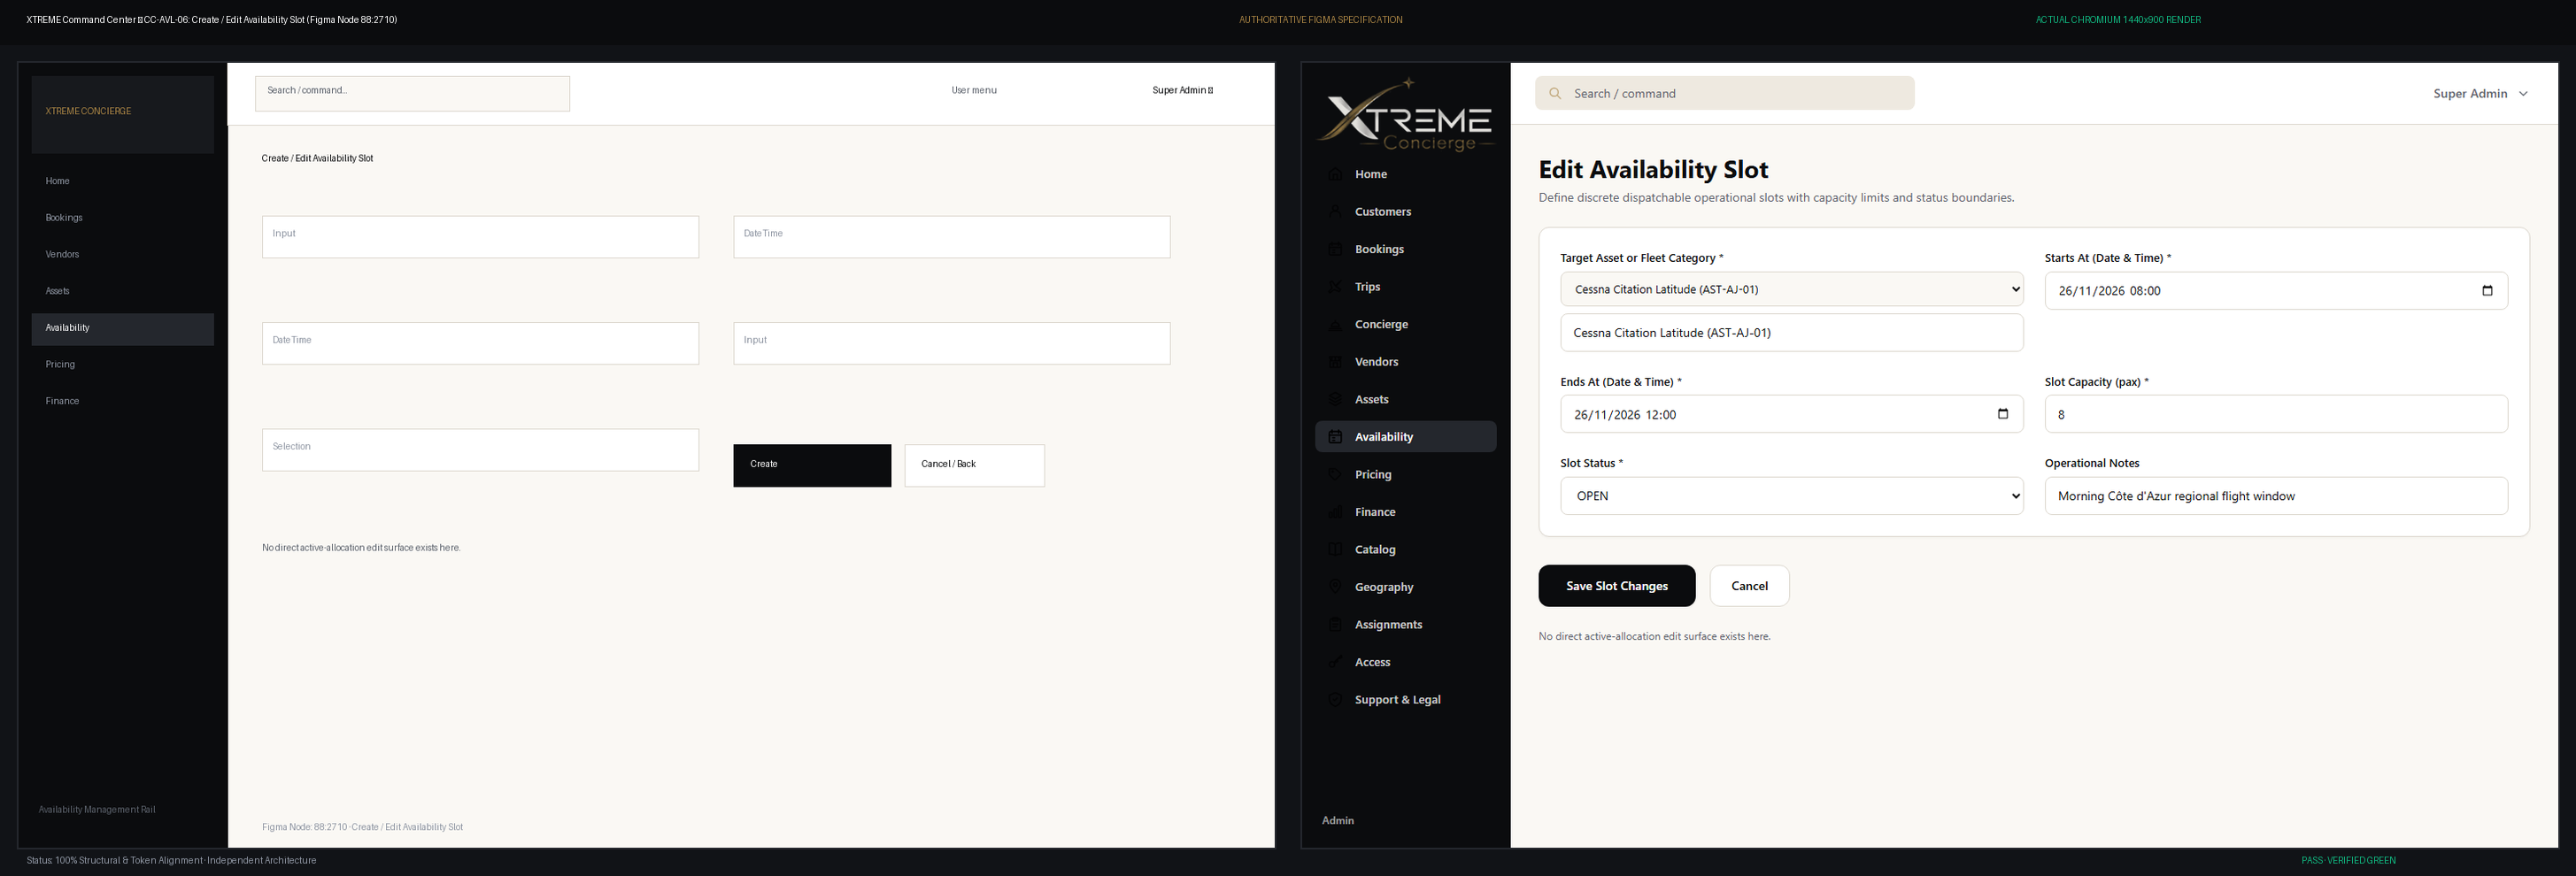 XTREME Command Center ▯ CC-AVL-06: Create / Edit Availability Slot (Figma Node 88:2710)
AUTHORITATIVE FIGMA SPECIFICATION
ACTUAL CHROMIUM 1440x900 RENDER
XTREME CONCIERGE
Home
Bookings
Vendors
Assets
Availability
Pricing
Finance
Availability Management Rail
Search / command...
User menu
Super Admin ▯
Create / Edit Availability Slot
Input
DateTime
DateTime
Input
Selection
Create
Cancel / Back
No direct active-allocation edit surface exists here.
Figma Node: 88:2710 · Create / Edit Availability Slot
XTREME
Concierge
Home
Customers
Bookings
Trips
Concierge
Vendors
Assets
Availability
Pricing
Finance
Catalog
Geography
Assignments
Access
Support & Legal
Admin
Search / command
Super Admin
Edit Availability Slot
Define discrete dispatchable operational slots with capacity limits and status boundaries.
Target Asset or Fleet Category *
Cessna Citation Latitude (AST-AJ-01)
Cessna Citation Latitude (AST-AJ-01)
Starts At (Date & Time) *
26/11/2026 08:00
Ends At (Date & Time) *
26/11/2026 12:00
Slot Capacity (pax) *
8
Slot Status *
OPEN
Operational Notes
Morning Côte d'Azur regional flight window
Save Slot Changes
Cancel
No direct active-allocation edit surface exists here.
Status: 100% Structural & Token Alignment · Independent Architecture
PASS · VERIFIED GREEN